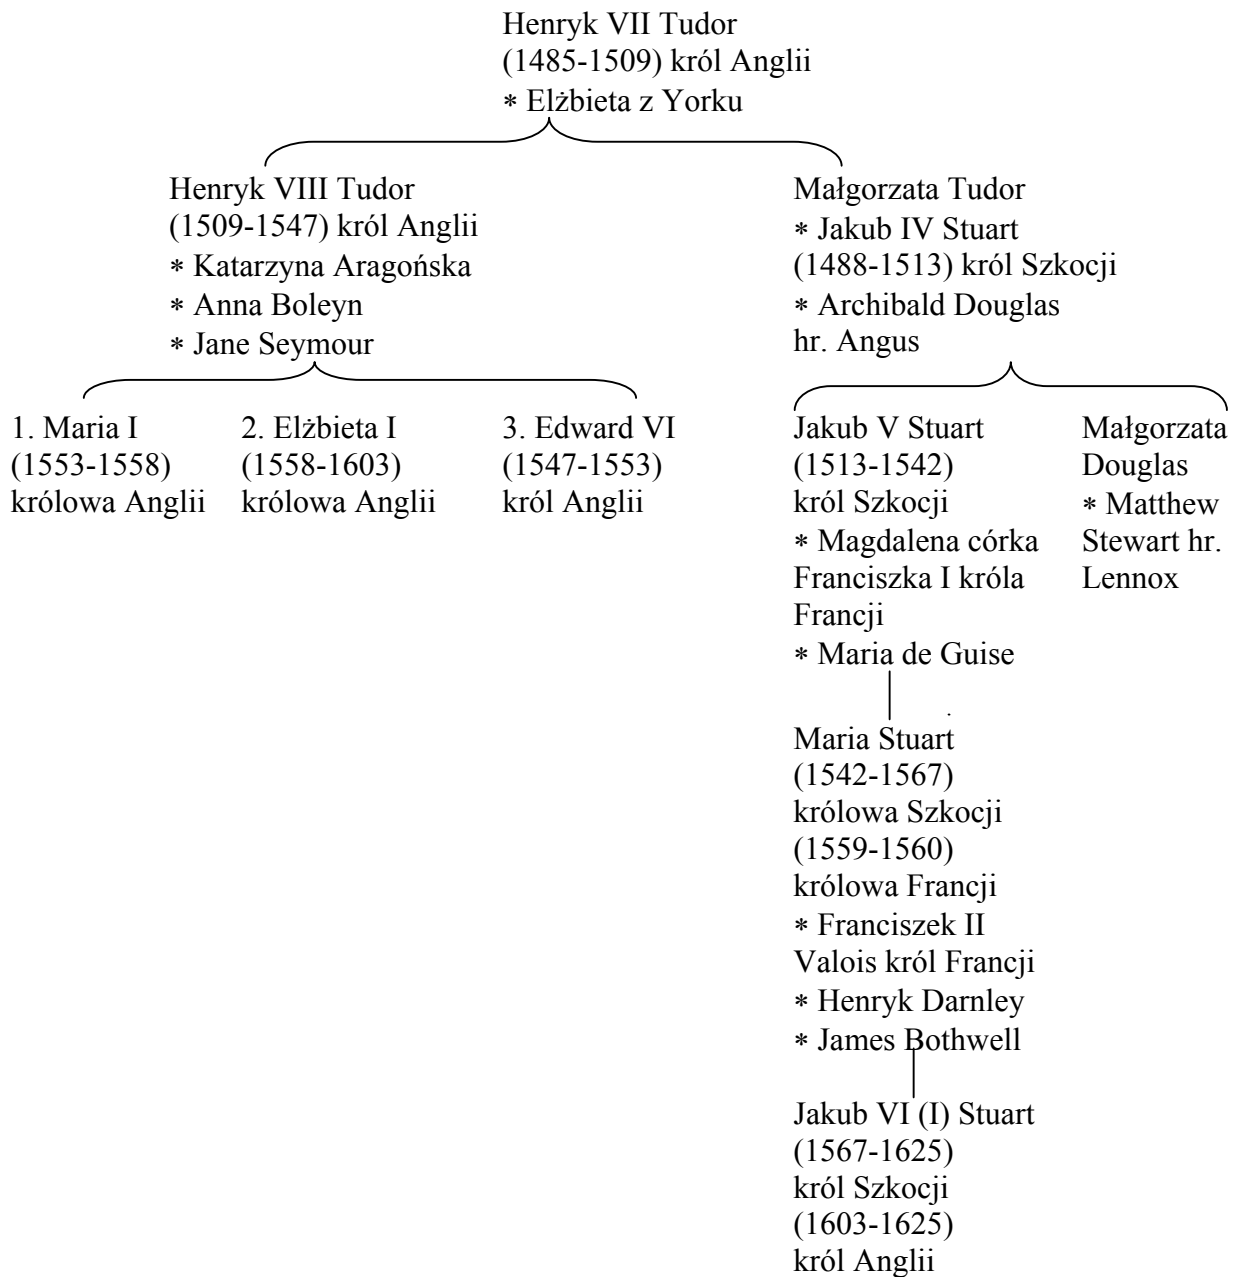 Henryk VII Tudor
(1485-1509) król Anglii
∗ Elżbieta z Yorku
Henryk VIII Tudor
(1509-1547) król Anglii
∗ Katarzyna Aragońska
∗ Anna Boleyn
∗ Jane Seymour
Małgorzata Tudor
∗ Jakub IV Stuart
(1488-1513) król Szkocji
∗ Archibald Douglas
hr. Angus
1. Maria I
(1553-1558)
królowa Anglii
2. Elżbieta I
(1558-1603)
królowa Anglii
3. Edward VI
(1547-1553)
król Anglii
Jakub V Stuart
(1513-1542)
król Szkocji
∗ Magdalena córka
Franciszka I króla
Francji
∗ Maria de Guise
Małgorzata
Douglas
∗ Matthew
Stewart hr.
Lennox
Maria Stuart
(1542-1567)
królowa Szkocji
(1559-1560)
królowa Francji
∗ Franciszek II
Valois król Francji
∗ Henryk Darnley
∗ James Bothwell
Jakub VI (I) Stuart
(1567-1625)
król Szkocji
(1603-1625)
król Anglii